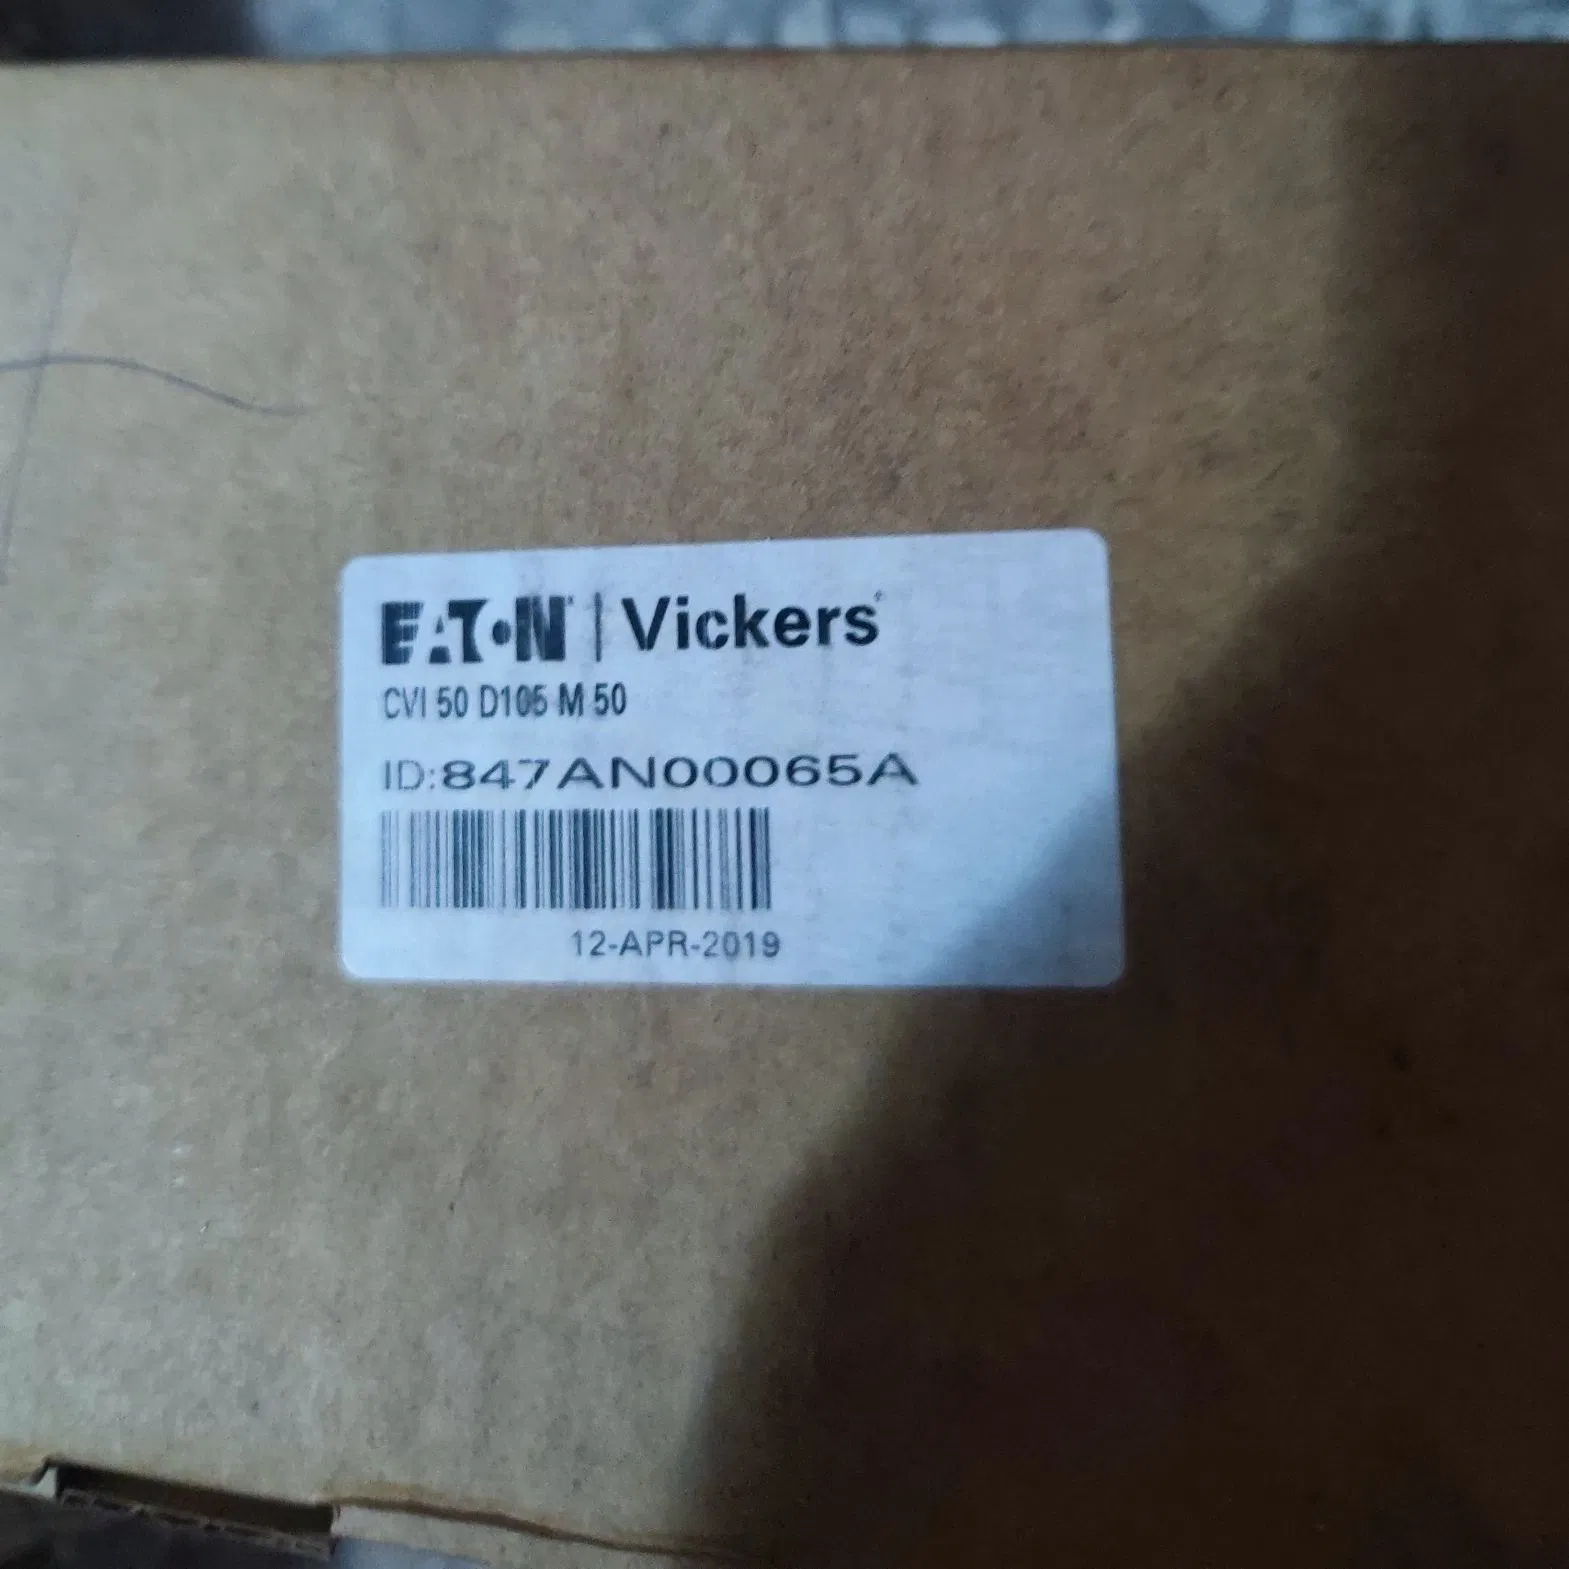 EATON | Vickers
CVI 50 D105 M 50
ID:847AN00065A
12-APR-2019